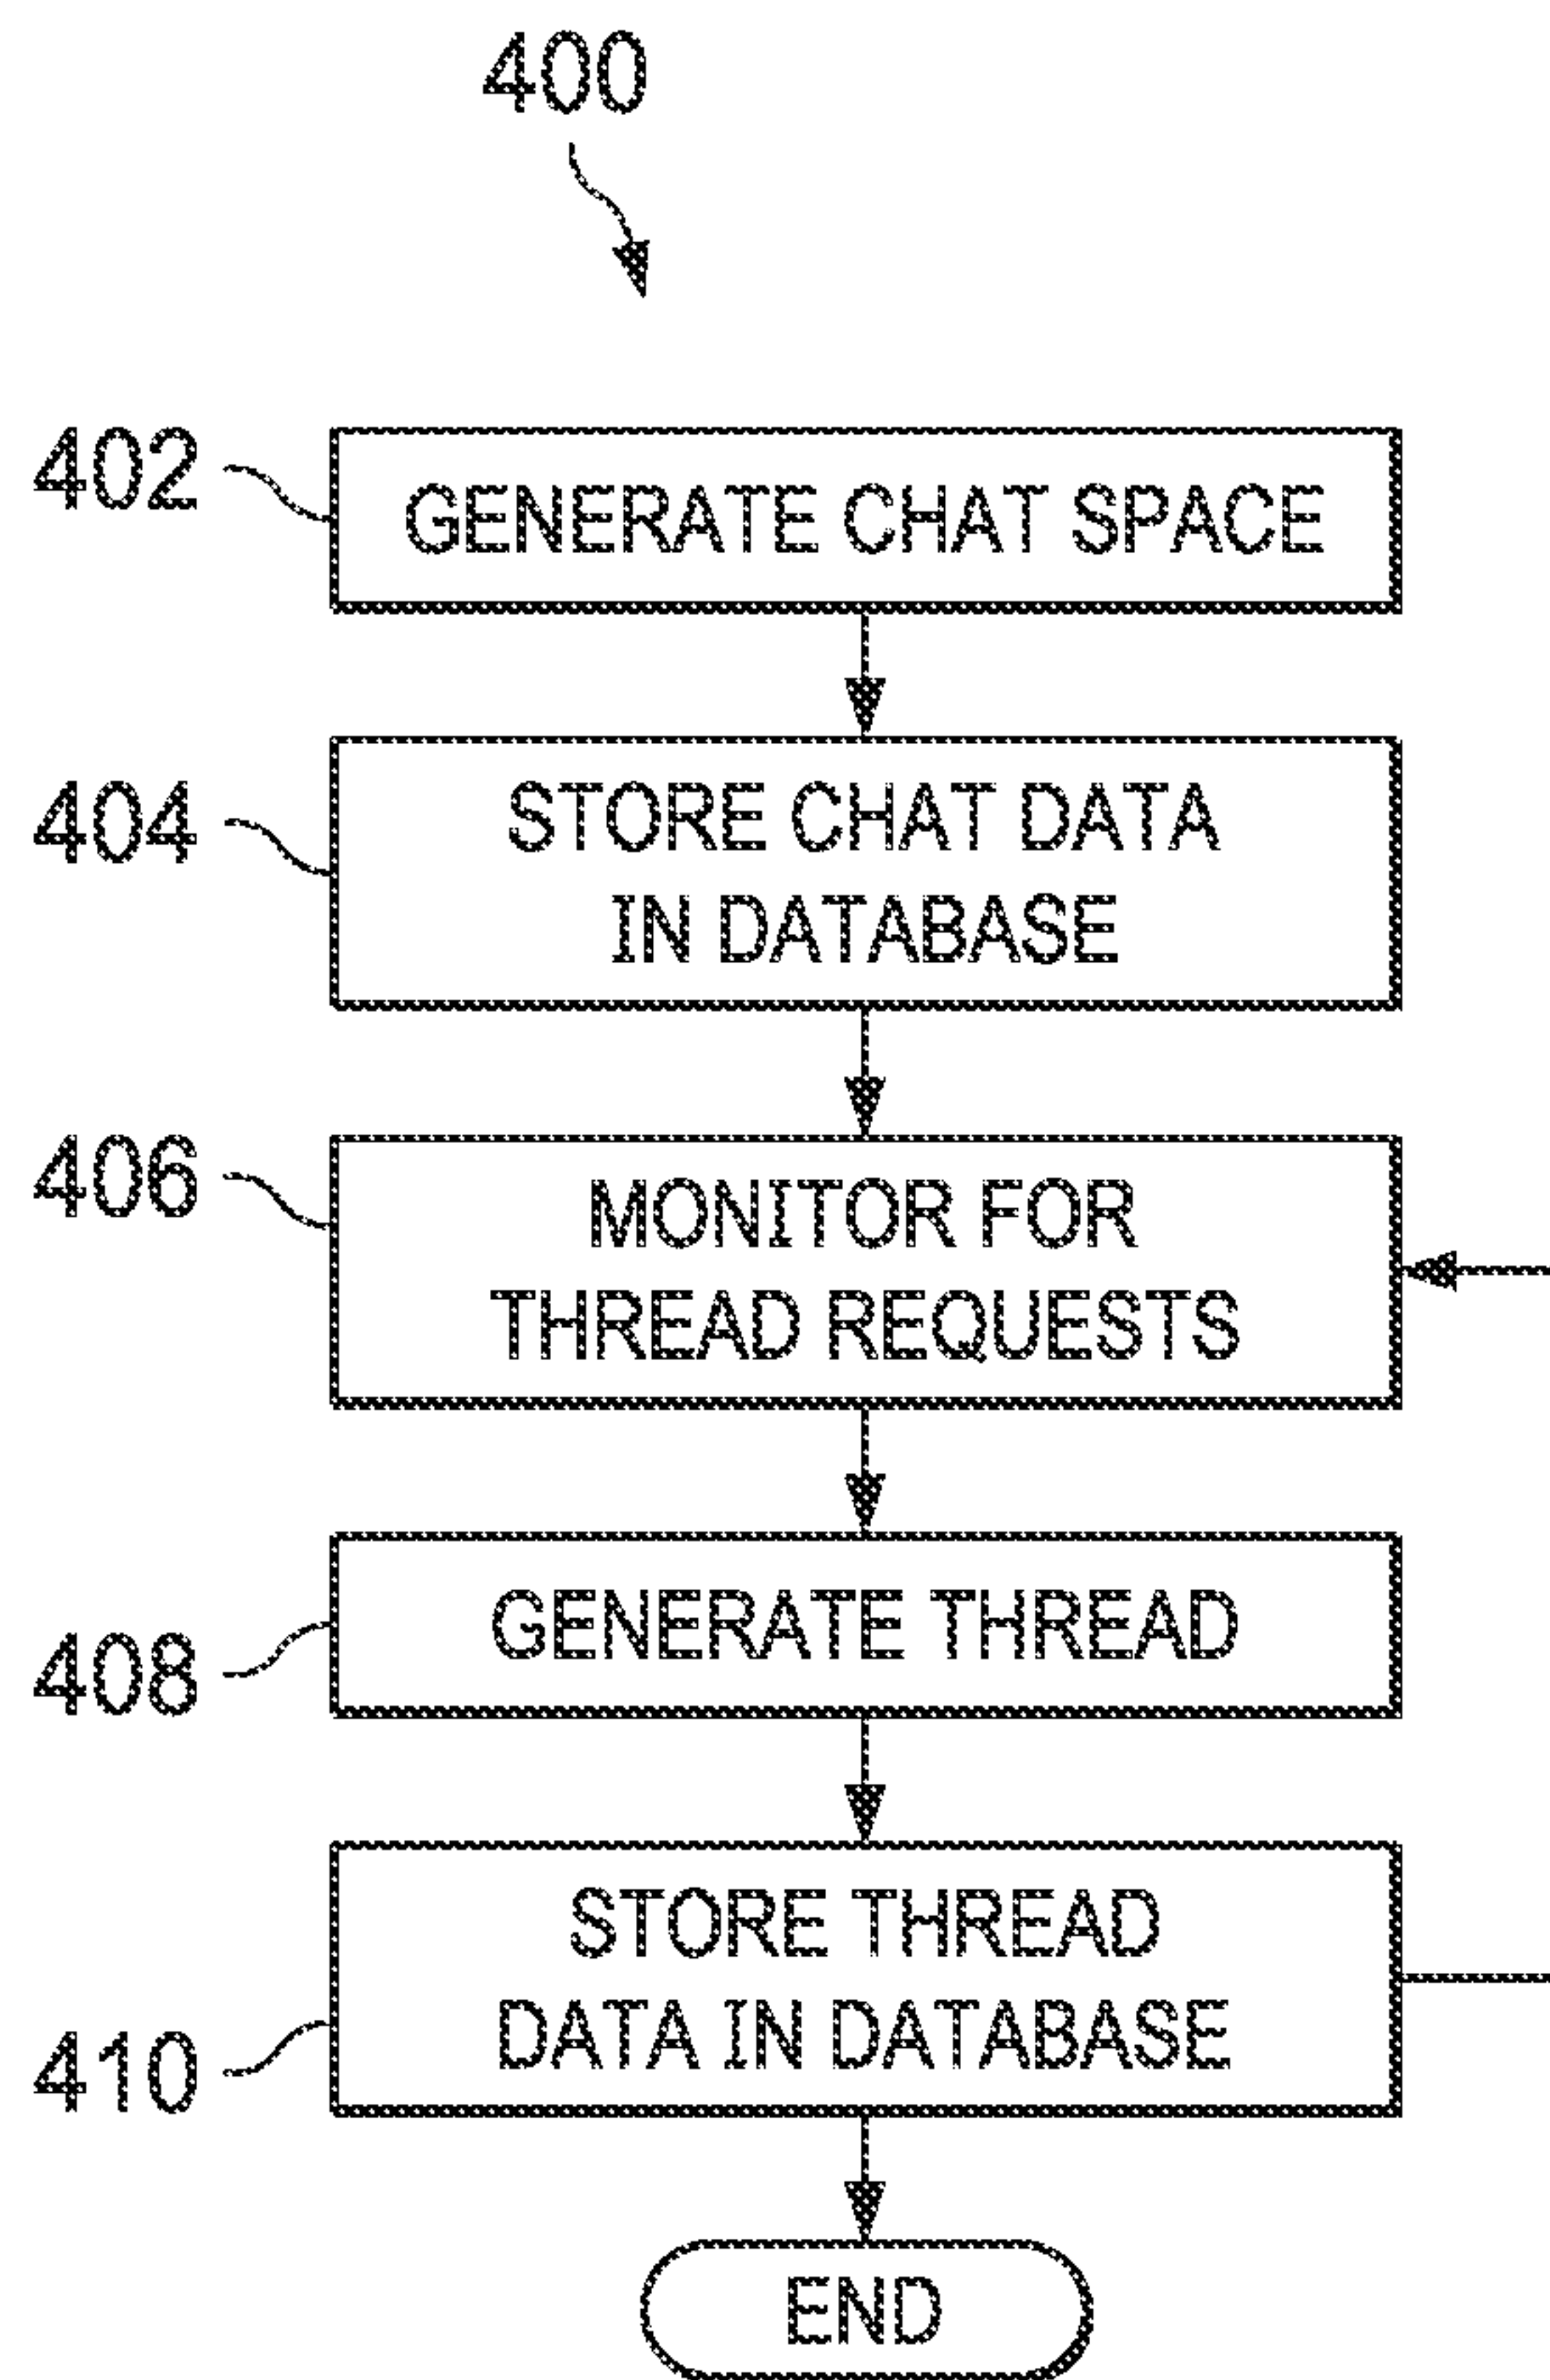 400
402
GENERATE CHAT SPACE
404
STORE CHAT DATA
IN DATABASE
406
MONITOR FOR
THREAD REQUESTS
408
GENERATE THREAD
410
STORE THREAD
DATA IN DATABASE
END